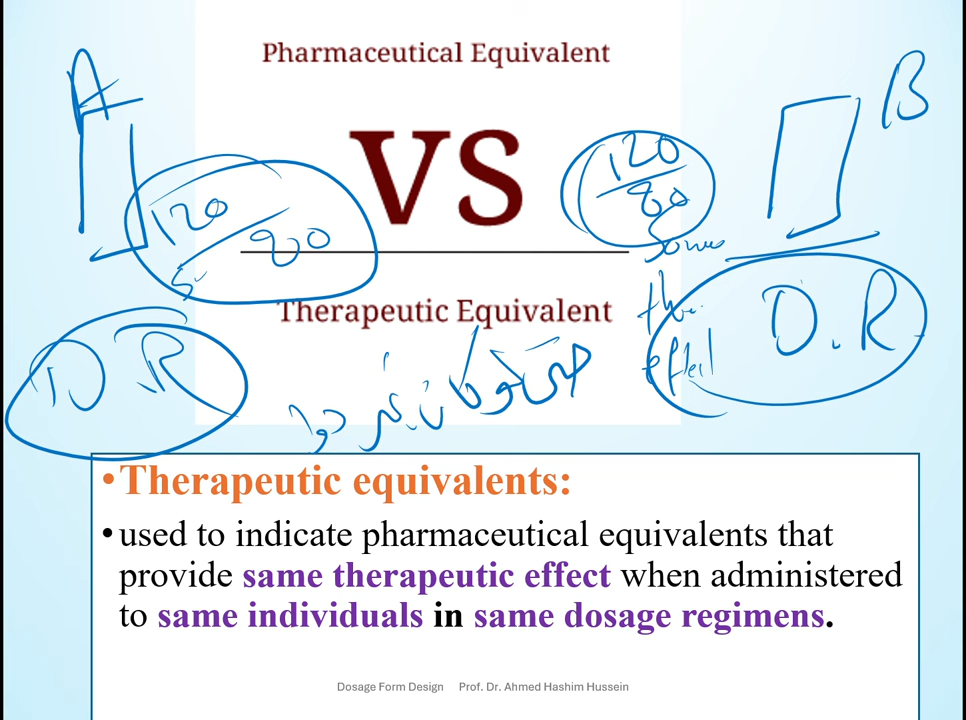 Pharmaceutical Equivalent
A
B
VS
120
80
120
80
Same
the
effect
Therapeutic Equivalent
D.R
D.R
•Therapeutic equivalents:
•used to indicate pharmaceutical equivalents that
provide same therapeutic effect when administered
to same individuals in same dosage regimens.
Dosage Form Design Prof. Dr. Ahmed Hashim Hussein